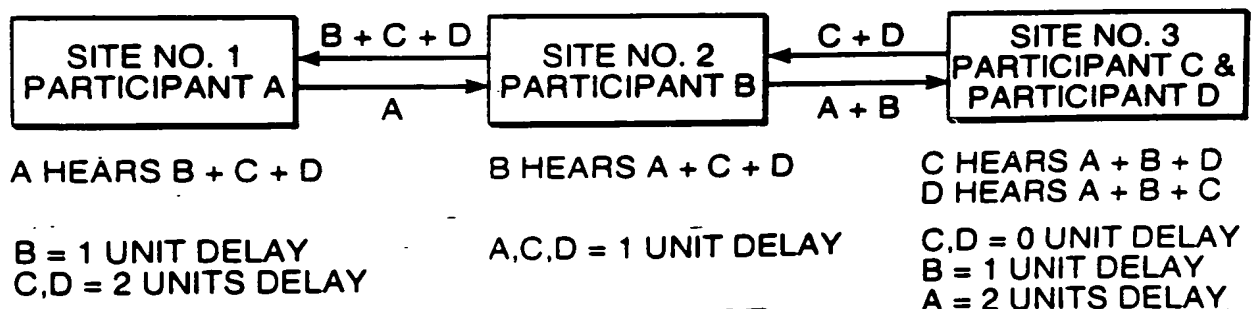 SITE NO. 1
PARTICIPANT A
B + C + D
A
SITE NO. 2
PARTICIPANT B
C + D
A + B
SITE NO. 3
PARTICIPANT C &
PARTICIPANT D
A HEARS B + C + D
B = 1 UNIT DELAY
C,D = 2 UNITS DELAY
B HEARS A + C + D
A,C,D = 1 UNIT DELAY
C HEARS A + B + D
D HEARS A + B + C
C,D = 0 UNIT DELAY
B = 1 UNIT DELAY
A = 2 UNITS DELAY